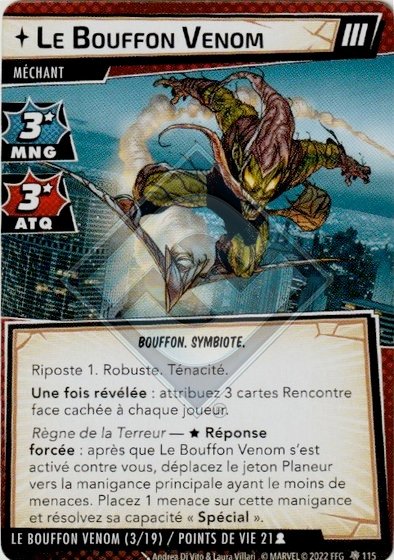 Le Bouffon Venom
III
MÉCHANT
3
MNG
3
ATQ
BOUFFON. SYMBIOTE.
Riposte 1. Robuste. Ténacité.
Une fois révélée : attribuez 3 cartes Rencontre
face cachée à chaque joueur.
Règne de la Terreur — ★ Réponse
forcée : après que Le Bouffon Venom s'est
activé contre vous, déplacez le jeton Planeur
vers la manigance principale ayant le moins de
menaces. Placez 1 menace sur cette manigance
et résolvez sa capacité « Spécial ».
LE BOUFFON VENOM (3/19) / POINTS DE VIE 21
Andrea Di Vito & Laura Villari © MARVEL © 2022 FFG 115